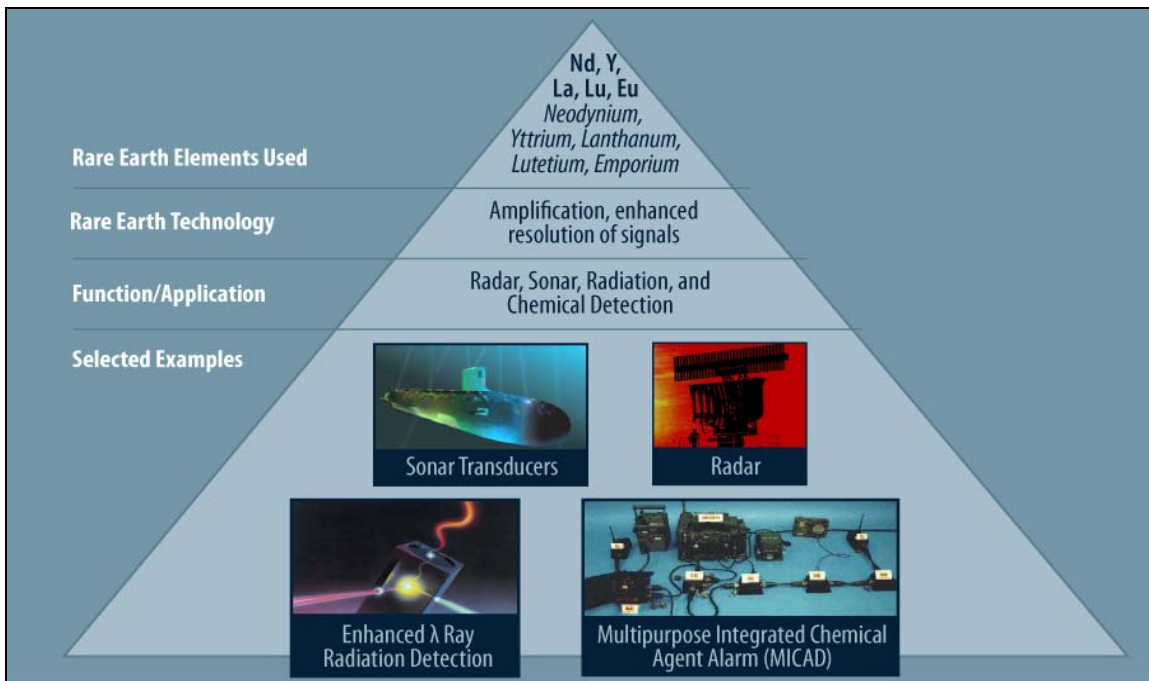 Nd, Y,
La, Lu, Eu
Neodynium,
Yttrium, Lanthanum,
Lutetium, Emporium
Rare Earth Elements Used
Rare Earth Technology
Amplification, enhanced
resolution of signals
Function/Application
Radar, Sonar, Radiation, and
Chemical Detection
Selected Examples
Sonar Transducers
Radar
Enhanced λ Ray
Radiation Detection
Multipurpose Integrated Chemical
Agent Alarm (MICAD)